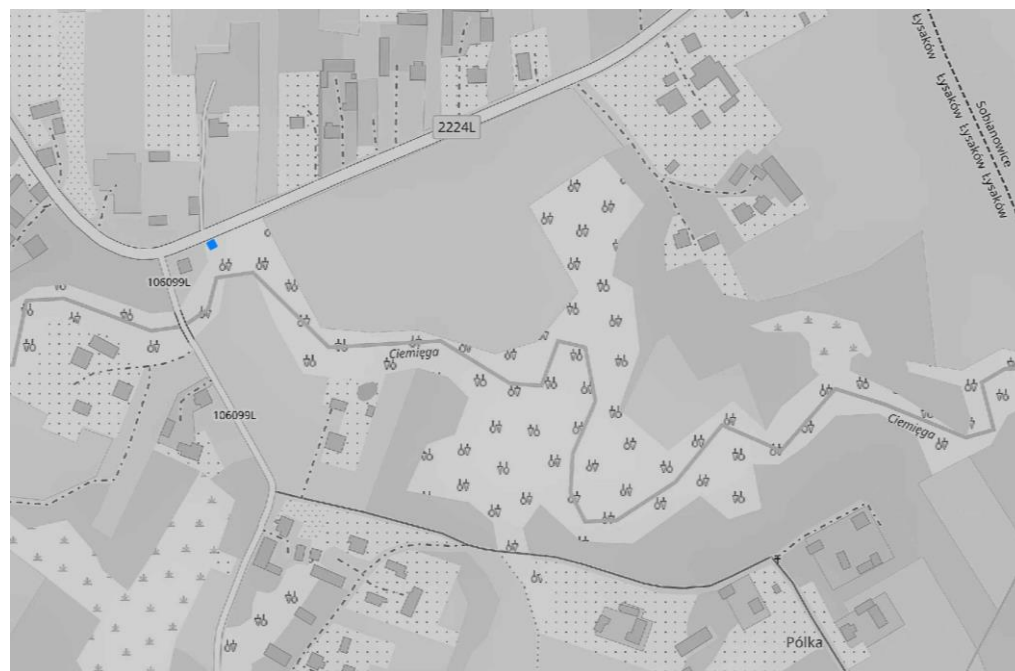 Łysaków
Łysaków
Sobianowice
Łysaków
Łysaków
2224L
106099L
Ciemięga
106099L
Ciemięga
Pólka